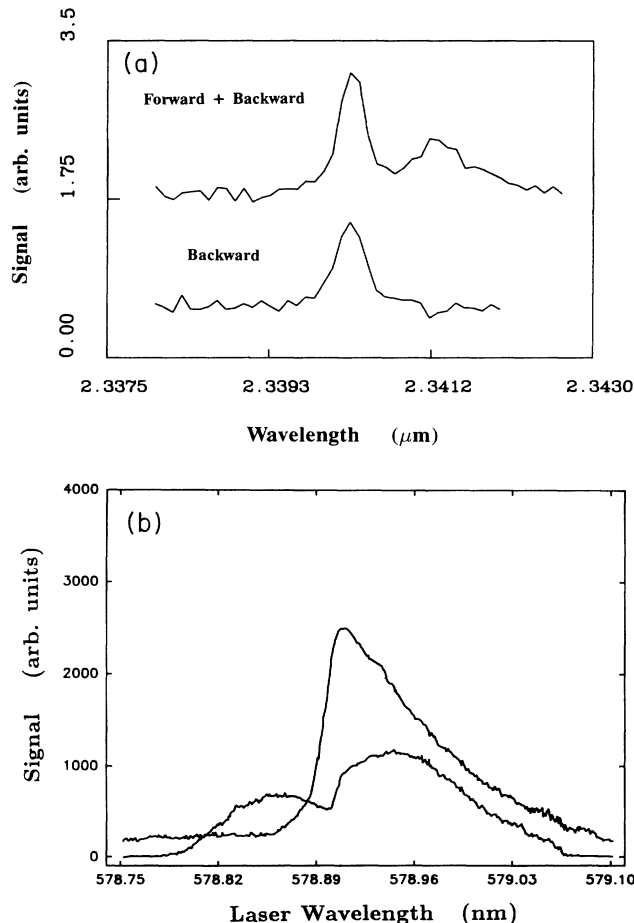 (a)
Forward + Backward
Backward
Signal (arb. units)
3.5
1.75
0.00
2.3375 2.3393 2.3412 2.3430
Wavelength (μm)
(b)
Signal (arb. units)
4000
3000
2000
1000
0
578.75 578.82 578.89 578.96 579.03 579.10
Laser Wavelength (nm)